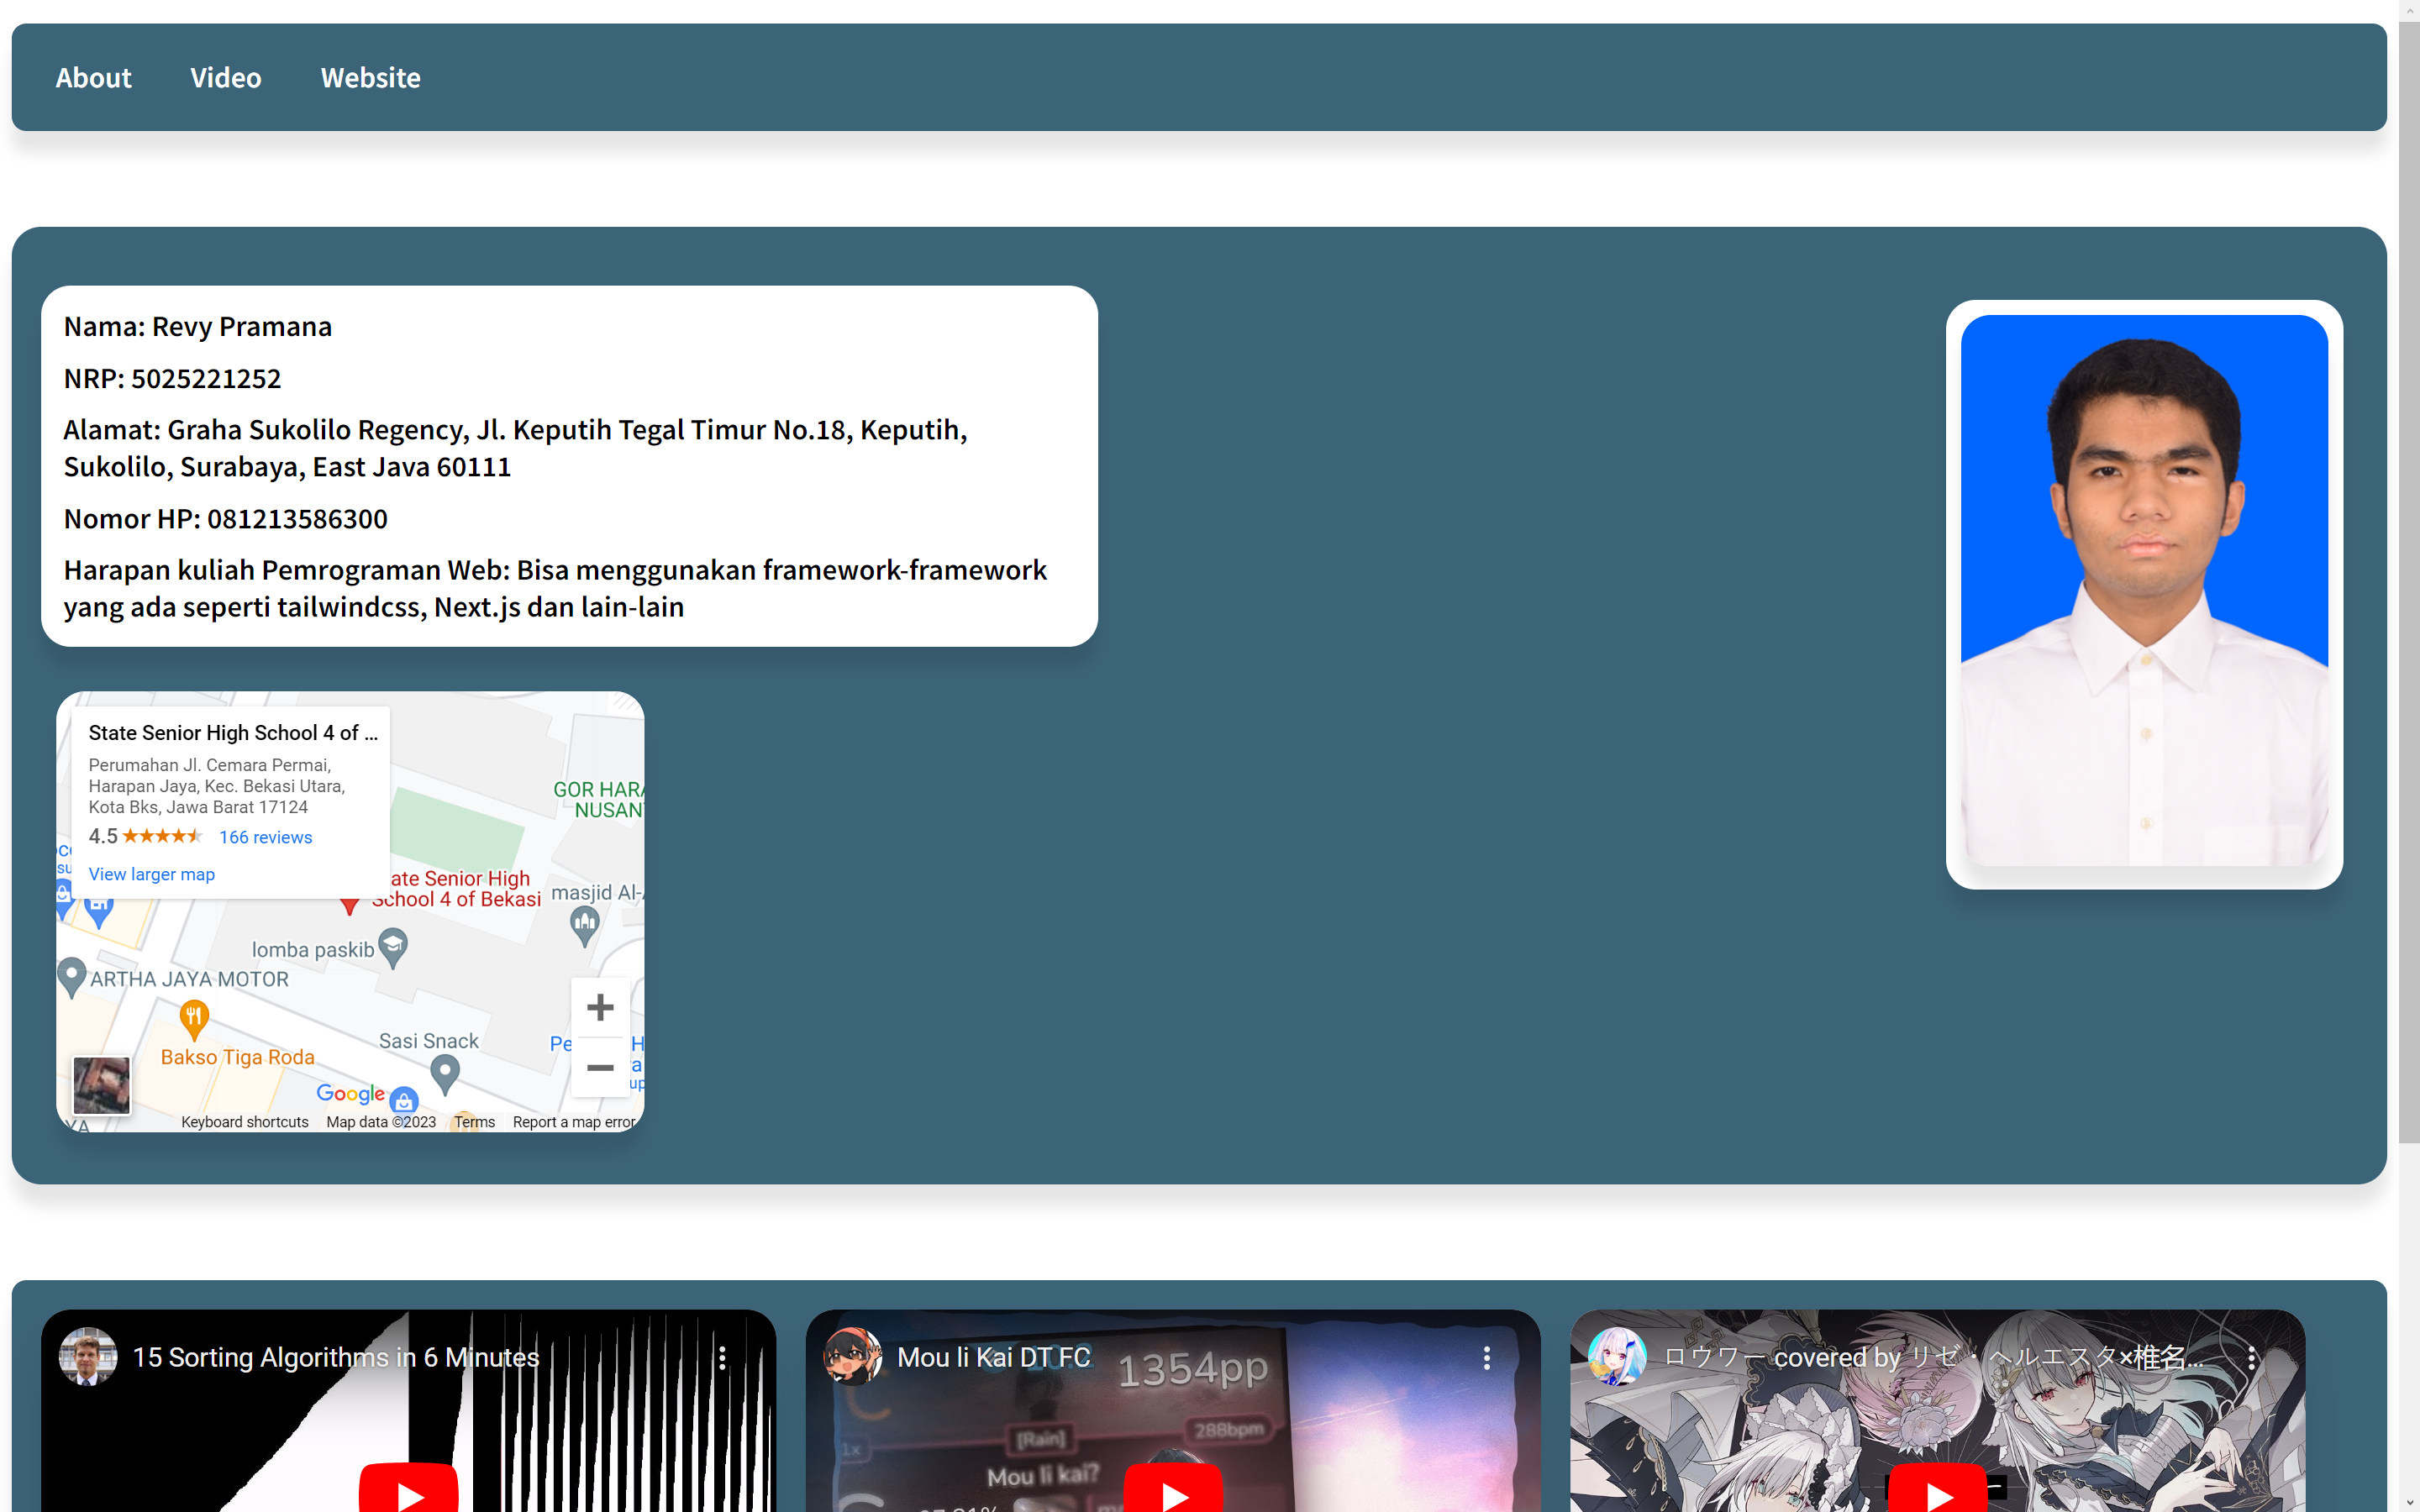 About
Video
Website
Nama: Revy Pramana
NRP: 5025221252
Alamat: Graha Sukolilo Regency, Jl. Keputih Tegal Timur No.18, Keputih,
Sukolilo, Surabaya, East Java 60111
Nomor HP: 081213586300
Harapan kuliah Pemrograman Web: Bisa menggunakan framework-framework
yang ada seperti tailwindcss, Next.js dan lain-lain
State Senior High School 4 of ...
Perumahan Jl. Cemara Permai,
Harapan Jaya, Kec. Bekasi Utara,
Kota Bks, Jawa Barat 17124
4.5 166 reviews
View larger map
GOR HARA
NUSAN
ate Senior High
School 4 of Bekasi
masjid Al-
lomba paskib
ARTHA JAYA MOTOR
Sasi Snack
Bakso Tiga Roda
Google
YA
Keyboard shortcuts Map data ©2023 Terms Report a map error
15 Sorting Algorithms in 6 Minutes
Mou li Kai DT FC
1354pp
288bpm
[Rain]
1x
Mou li kai?
ロウワー covered by リゼ・ヘルエスタ×椎名...